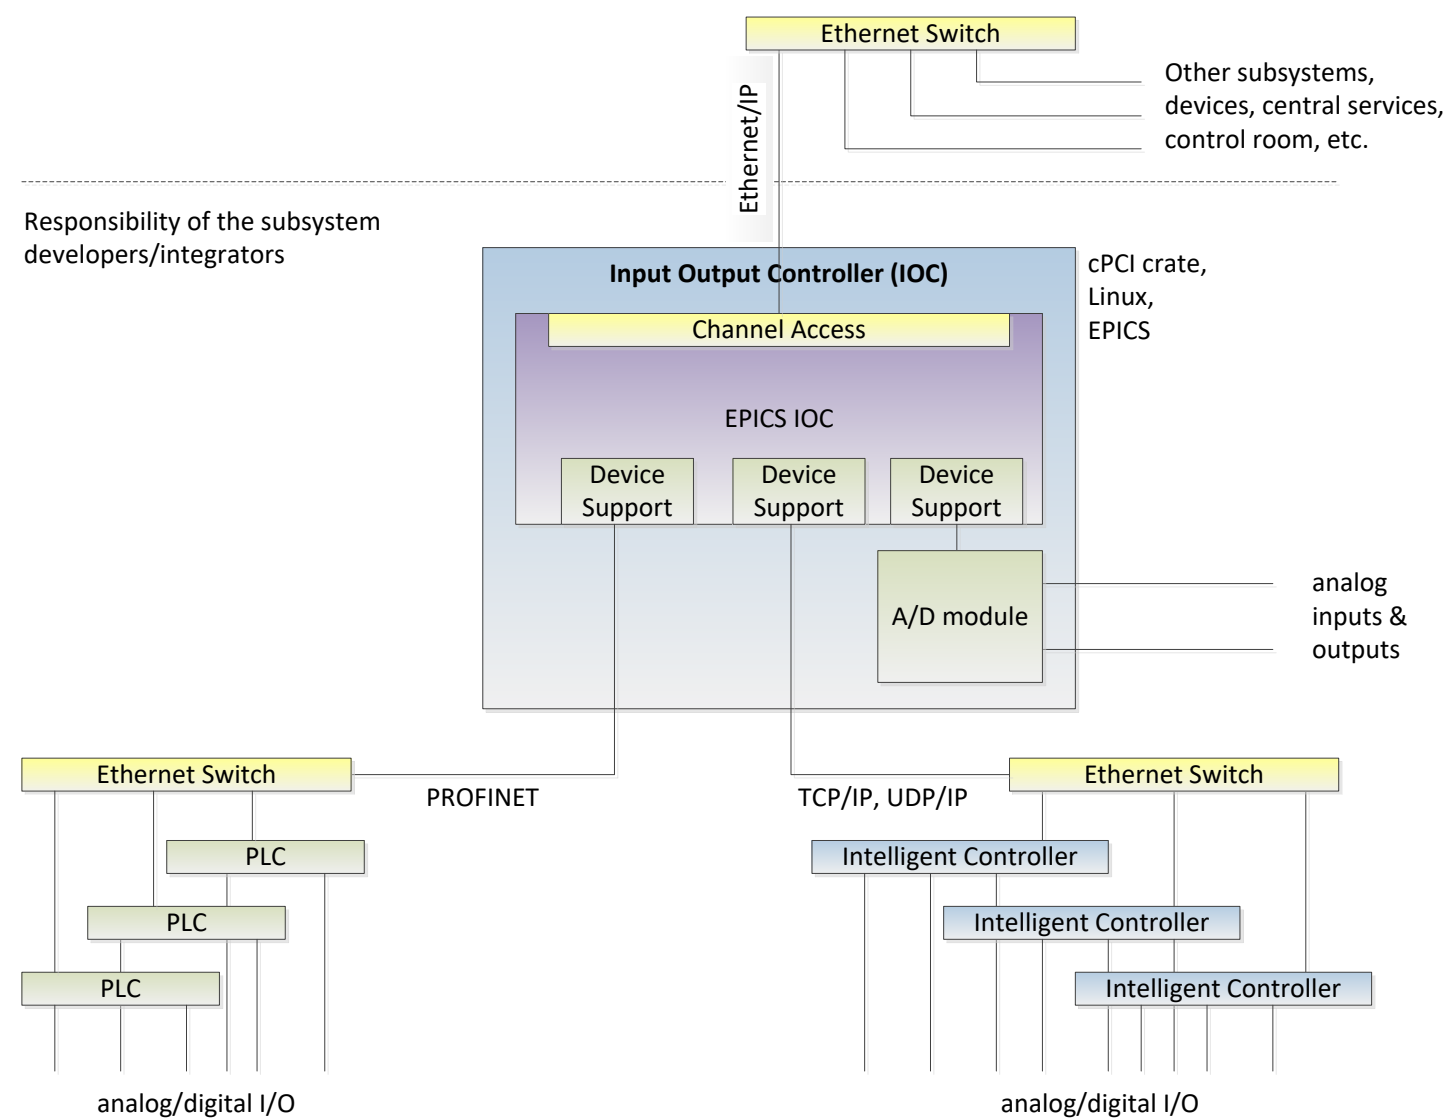 Ethernet Switch
Ethernet/IP
Other subsystems,
devices, central services,
control room, etc.
Responsibility of the subsystem
developers/integrators
Input Output Controller (IOC)
cPCI crate,
Linux,
EPICS
Channel Access
EPICS IOC
Device
Support
Device
Support
Device
Support
A/D module
analog
inputs &
outputs
Ethernet Switch
PROFINET
TCP/IP, UDP/IP
Ethernet Switch
PLC
PLC
PLC
Intelligent Controller
Intelligent Controller
Intelligent Controller
analog/digital I/O
analog/digital I/O